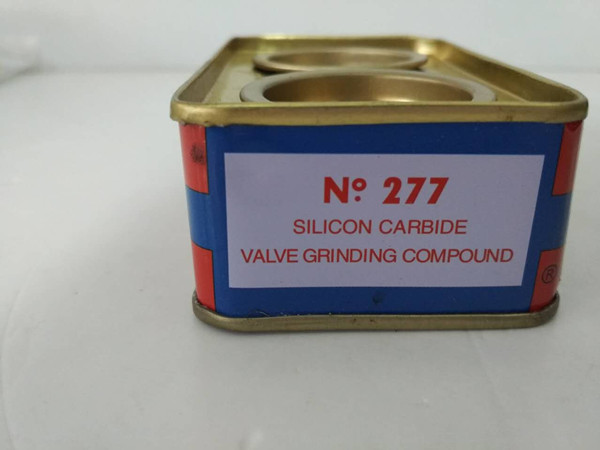 Nº 277
SILICON CARBIDE
VALVE GRINDING COMPOUND
®